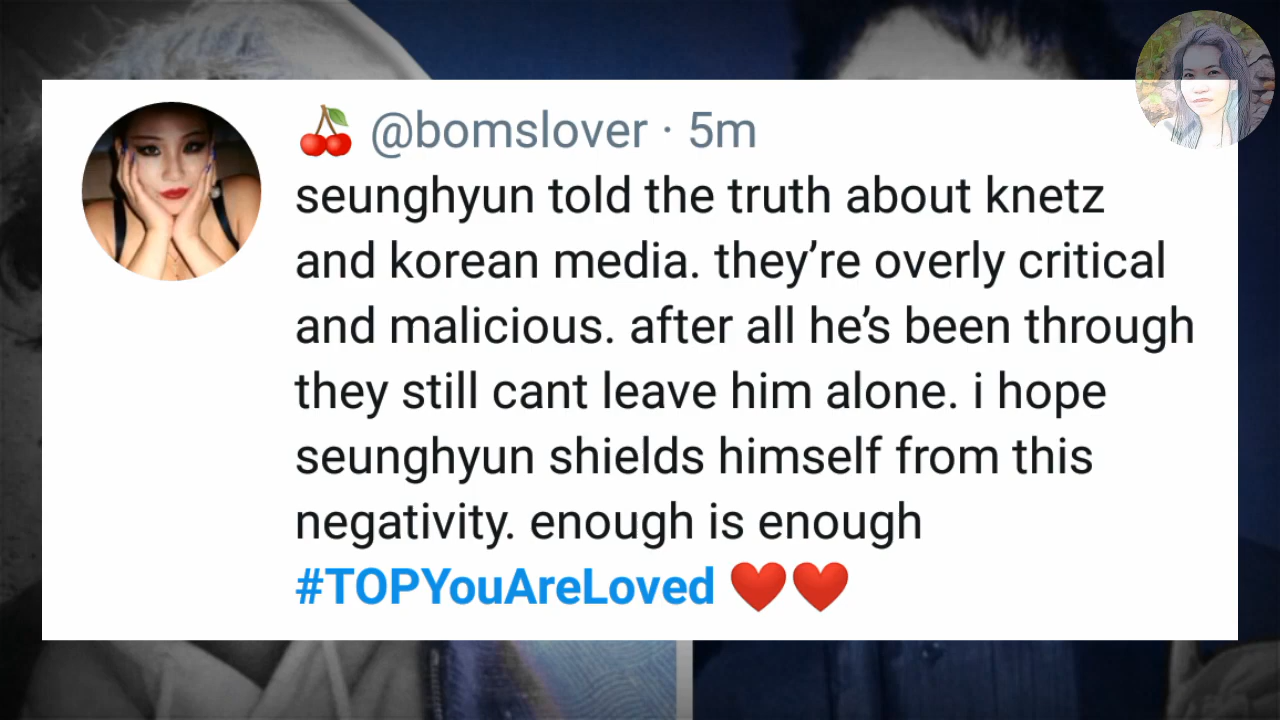 🍒 @bomslover · 5m
seunghyun told the truth about knetz
and korean media. they’re overly critical
and malicious. after all he’s been through
they still cant leave him alone. i hope
seunghyun shields himself from this
negativity. enough is enough
#TOPYouAreLoved ❤️❤️